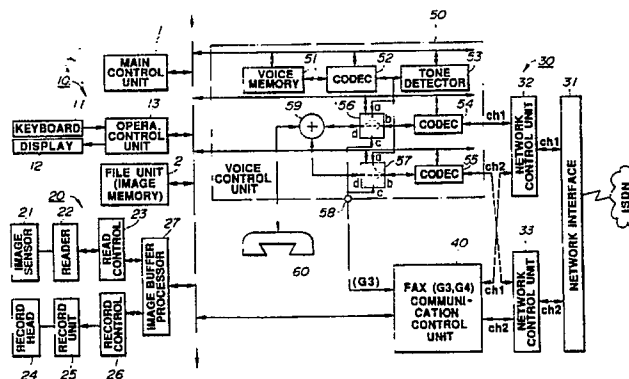 1
50
MAIN CONTROL UNIT
10
51
52
53
VOICE MEMORY
CODEC
TONE DETECTOR
30
11
13
59
56
a
b
c
d
54
32
31
KEYBOARD
DISPLAY
OPERA. CONTROL UNIT
CODEC
ch1
NETWORK CONTROL UNIT
ch1
12
2
FILE UNIT (IMAGE MEMORY)
VOICE CONTROL UNIT
a
d
b
c
57
CODEC
55
ch2
NETWORK INTERFACE
ISDN
20
23
27
58
21
22
IMAGE SENSOR
READER
READ CONTROL
IMAGE BUFFER PROCESSOR
60
40
33
(G3)
FAX (G3,G4) COMMUNI-CATION CONTROL UNIT
ch1
ch2
NETWORK CONTROL UNIT
ch2
RECORD HEAD
RECORD UNIT
RECORD CONTROL
24
25
26